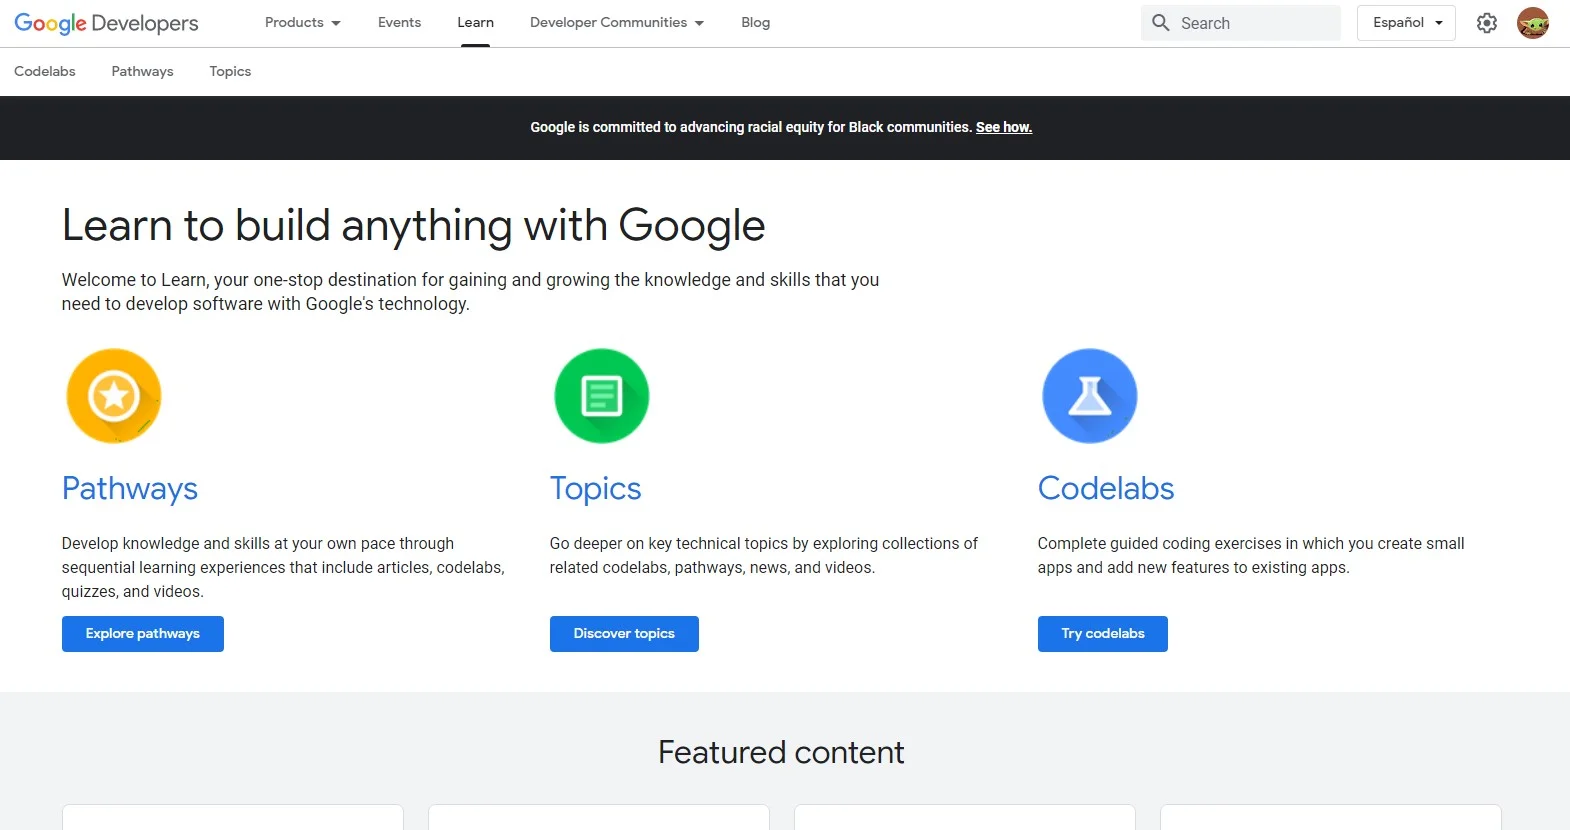 Google Developers
Products
Events
Learn
Developer Communities
Blog
Search
Español
Codelabs
Pathways
Topics
Google is committed to advancing racial equity for Black communities. See how.
Learn to build anything with Google
Welcome to Learn, your one-stop destination for gaining and growing the knowledge and skills that you
need to develop software with Google's technology.
Pathways
Develop knowledge and skills at your own pace through
sequential learning experiences that include articles, codelabs,
quizzes, and videos.
Explore pathways
Topics
Go deeper on key technical topics by exploring collections of
related codelabs, pathways, news, and videos.
Discover topics
Codelabs
Complete guided coding exercises in which you create small
apps and add new features to existing apps.
Try codelabs
Featured content